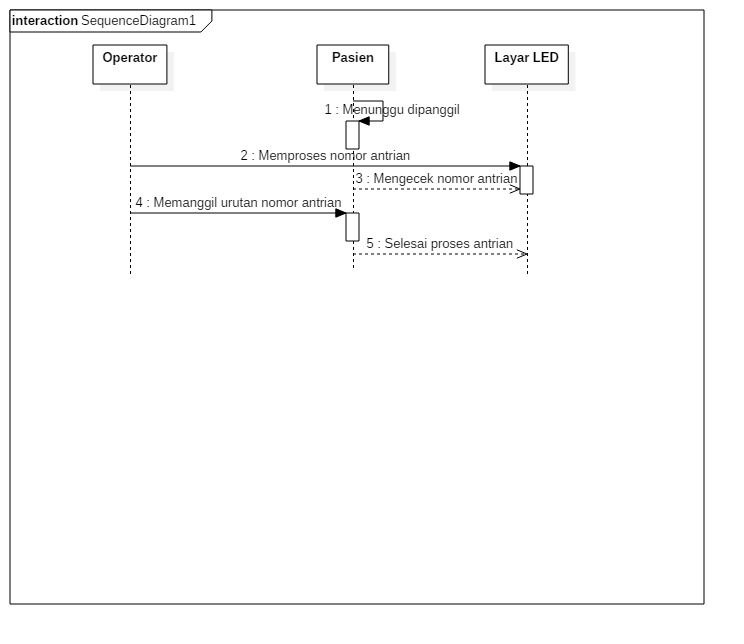 interaction SequenceDiagram1
Operator
Pasien
Layar LED
1 : Menunggu dipanggil
2 : Memproses nomor antrian
3 : Mengecek nomor antrian
4 : Memanggil urutan nomor antrian
5 : Selesai proses antrian